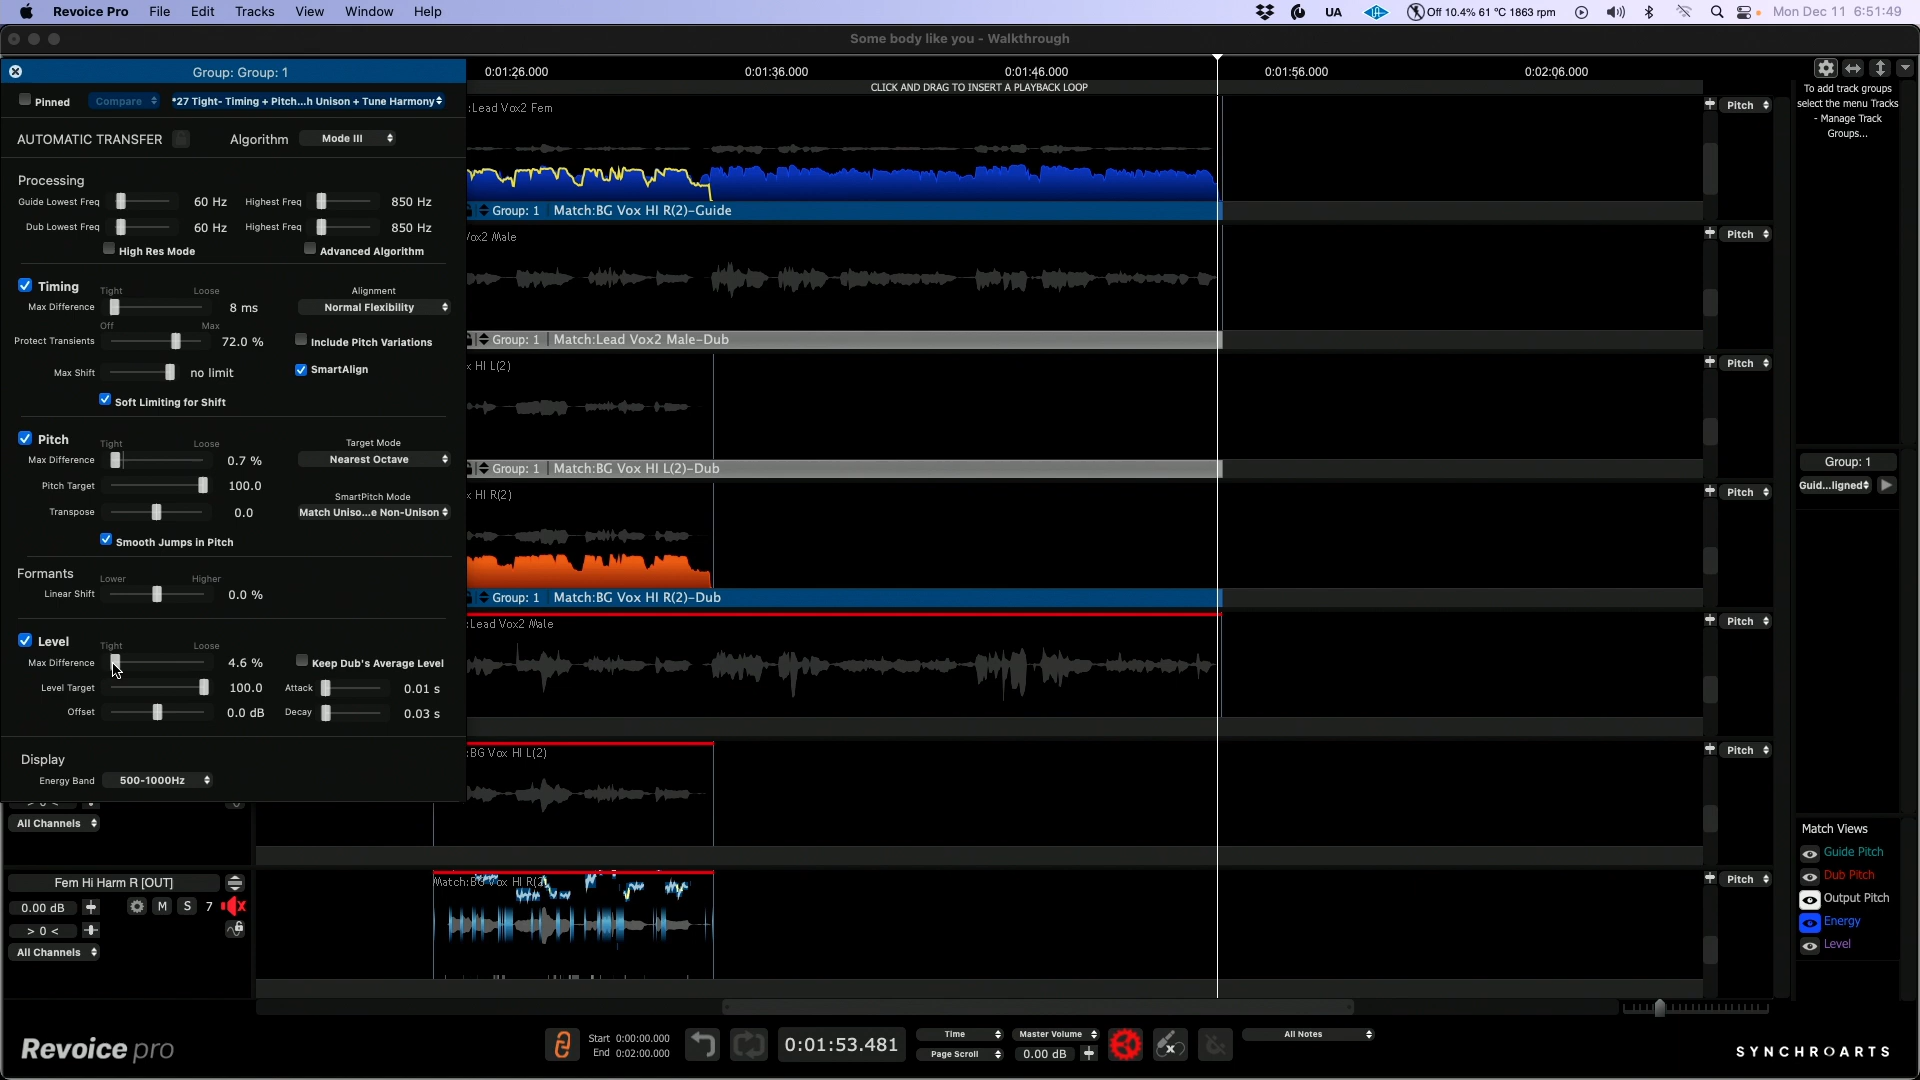 Revoice Pro File Edit Tracks View Window Help
UA Off 10.4% 61 °C 1863 rpm Mon Dec 11 6:51:49
Some body like you - Walkthrough
Group: Group: 1
0:01:26.000 0:01:36.000 0:01:46.000 0:01:56.000 0:02:06.000
CLICK AND DRAG TO INSERT A PLAYBACK LOOP
To add track groups
select the menu Tracks
- Manage Track
Groups...
Pinned Compare *27 Tight- Timing + Pitch...h Unison + Tune Harmony
:Lead Vox2 Fem
Pitch
AUTOMATIC TRANSFER Algorithm Mode III
Processing
Guide Lowest Freq 60 Hz Highest Freq 850 Hz
Dub Lowest Freq 60 Hz Highest Freq 850 Hz
High Res Mode Advanced Algorithm
Group: 1 Match:BG Vox HI R(2)-Guide
Vox2 Male
Pitch
Timing Tight Loose Alignment
Max Difference 8 ms Normal Flexibility
Off Max
Protect Transients 72.0 % Include Pitch Variations
Max Shift no limit SmartAlign
Soft Limiting for Shift
Group: 1 Match:Lead Vox2 Male-Dub
x HI L(2)
Pitch
Pitch Tight Loose Target Mode
Max Difference 0.7 % Nearest Octave
Pitch Target 100.0 SmartPitch Mode
Transpose 0.0 Match Uniso...e Non-Unison
Smooth Jumps in Pitch
Group: 1 Match:BG Vox HI L(2)-Dub
Group: 1
Guid...ligned
x HI R(2)
Pitch
Formants Lower Higher
Linear Shift 0.0 %
Group: 1 Match:BG Vox HI R(2)-Dub
:Lead Vox2 Male
Pitch
Level Tight Loose
Max Difference 4.6 % Keep Dub's Average Level
Level Target 100.0 Attack 0.01 s
Offset 0.0 dB Decay 0.03 s
Display
Energy Band 500-1000Hz
:BG Vox HI L(2)
Pitch
> 0 <
All Channels
Match Views
Guide Pitch
Dub Pitch
Output Pitch
Energy
Level
Fem Hi Harm R [OUT]
0.00 dB M S 7
> 0 <
All Channels
Match:BG Vox HI R(2)
Pitch
Revoice pro
Start 0:00:00.000
End 0:02:00.000
0:01:53.481
Time Master Volume All Notes
Page Scroll 0.00 dB
SYNCHROARTS